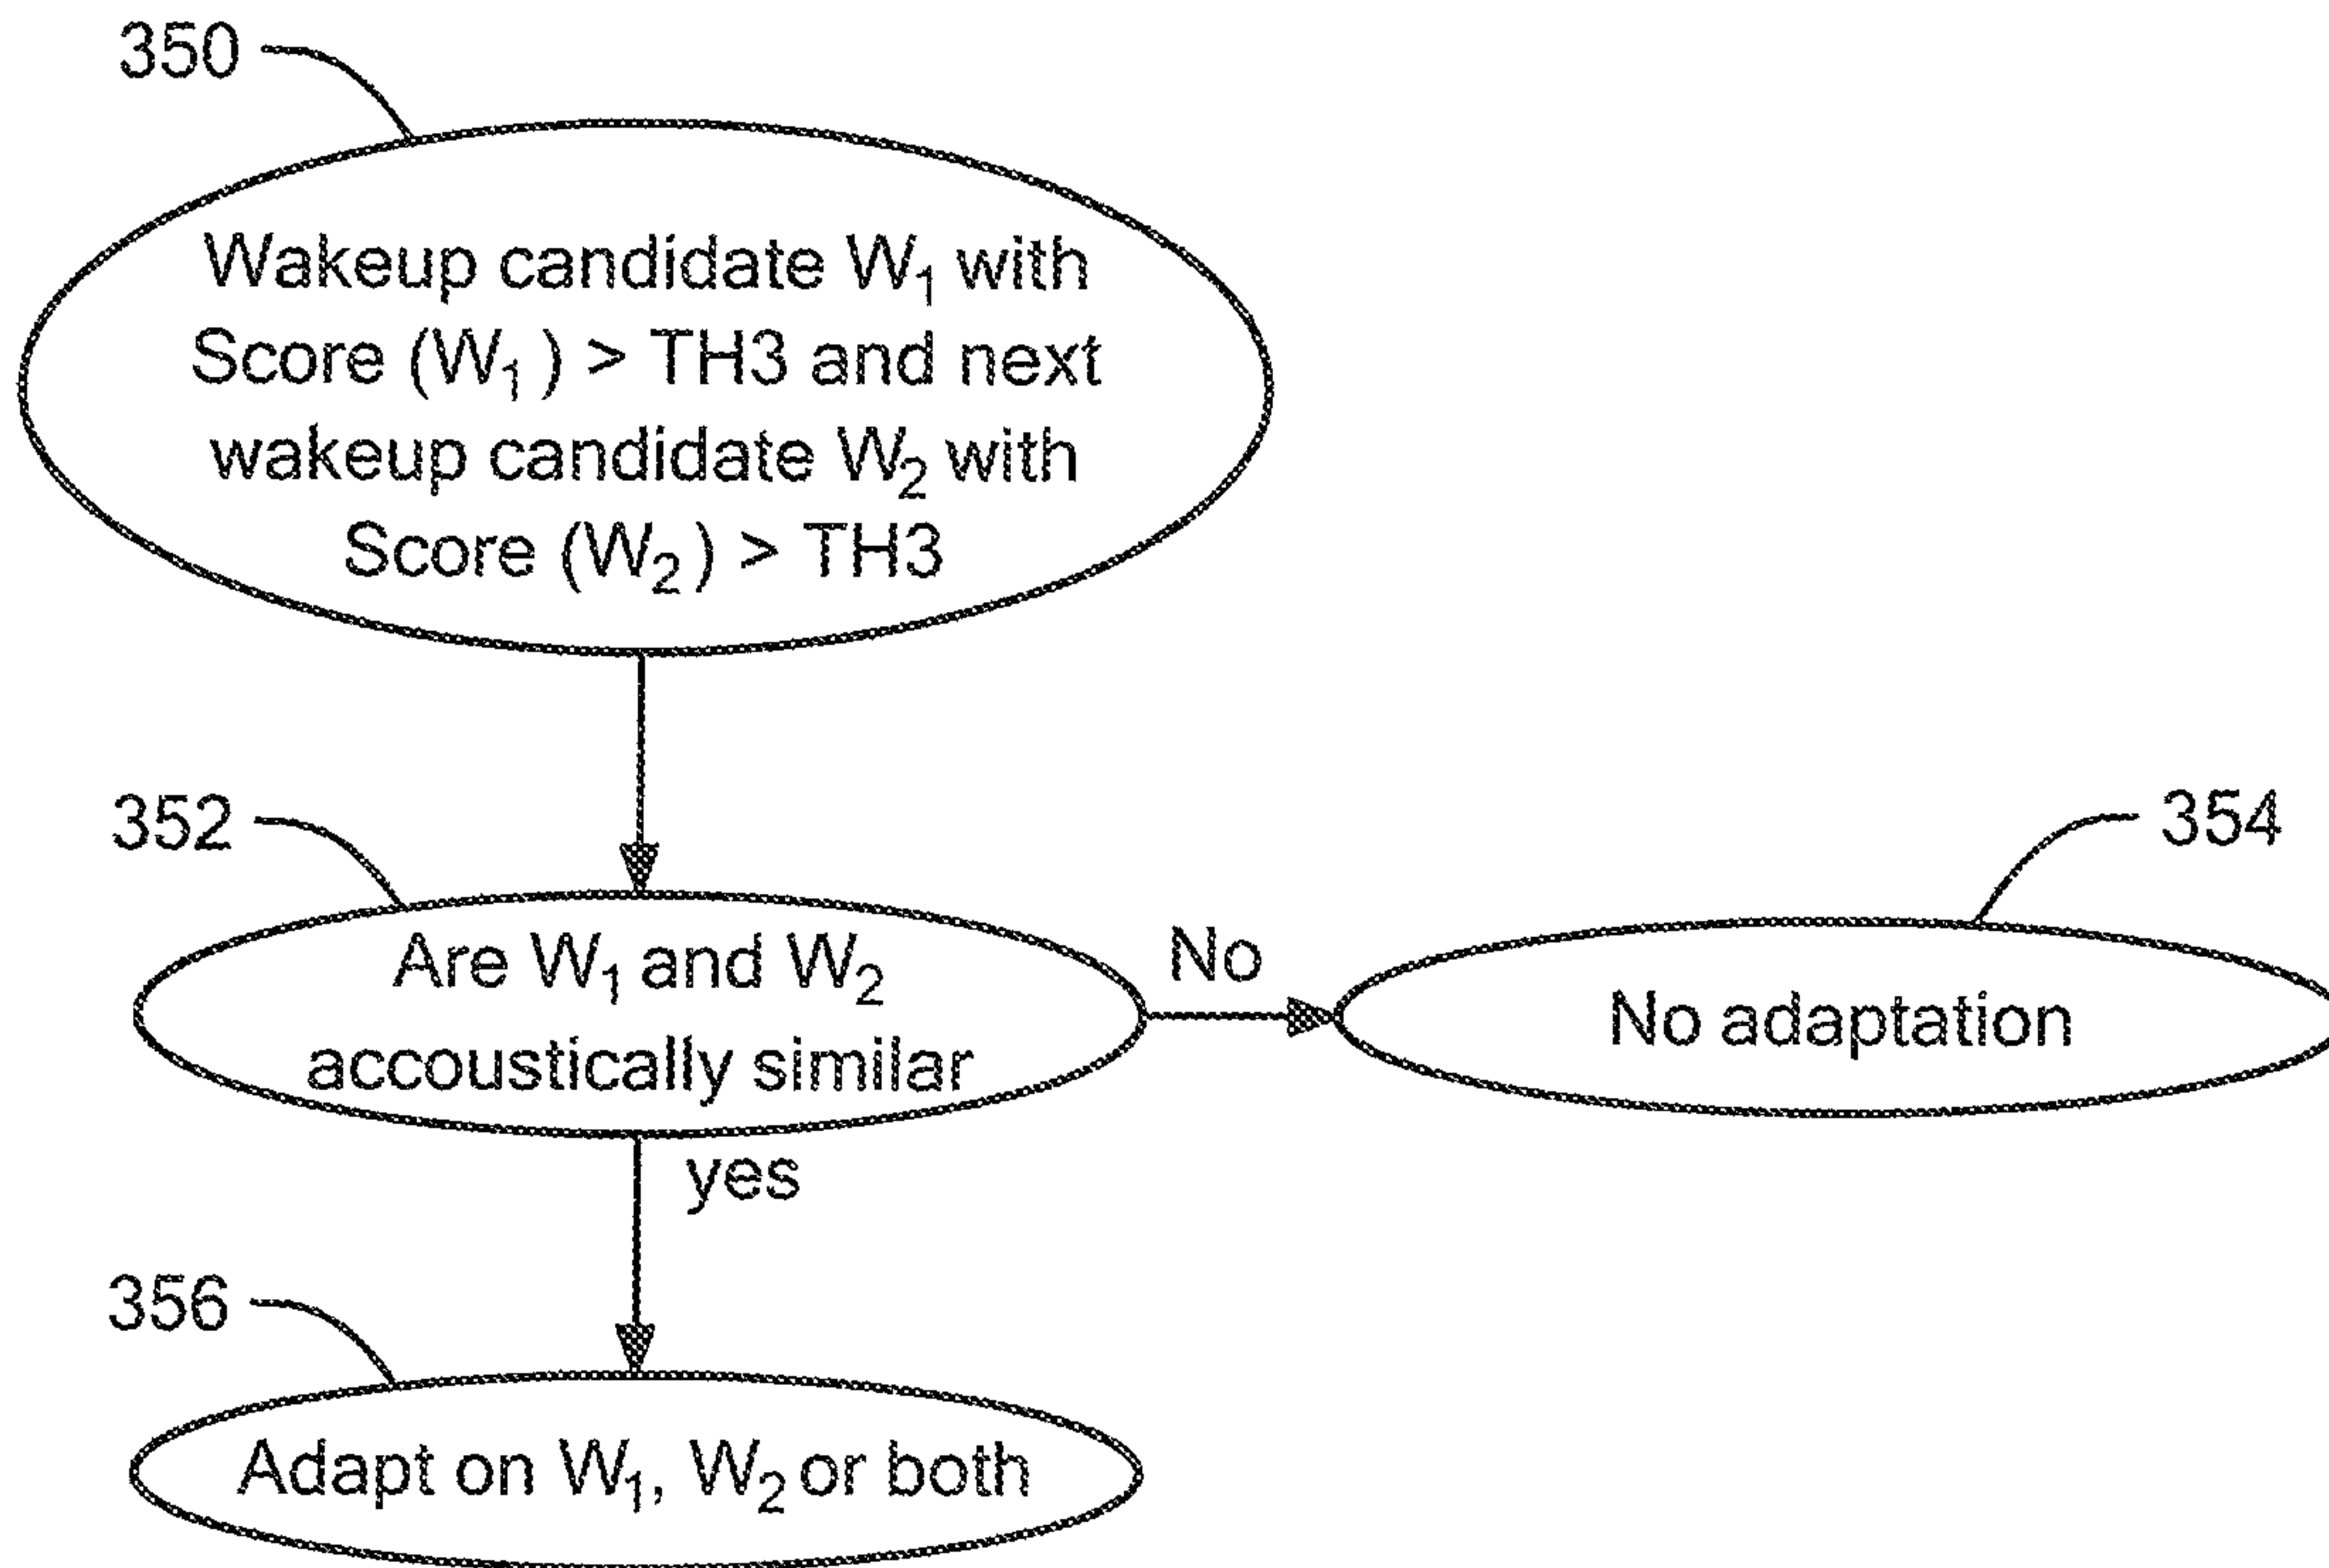 350
Wakeup candidate W₁ with
Score (W₁) > TH3 and next
wakeup candidate W₂ with
Score (W₂) > TH3
352
Are W₁ and W₂
accoustically similar
No
354
No adaptation
yes
356
Adapt on W₁, W₂ or both